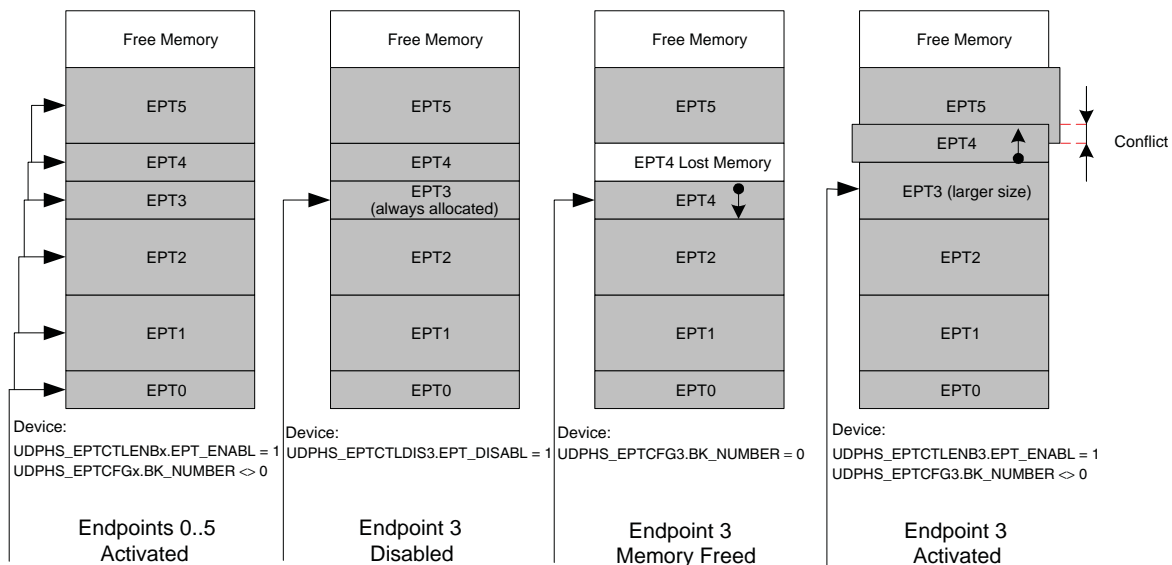 Free Memory
EPT5
EPT4
EPT3
EPT2
EPT1
EPT0
Device:
UDPHS_EPTCTLENBx.EPT_ENABL = 1
UDPHS_EPTCFGx.BK_NUMBER <> 0
Endpoints 0..5
Activated
Free Memory
EPT5
EPT4
EPT3
(always allocated)
EPT2
EPT1
EPT0
Device:
UDPHS_EPTCTLDIS3.EPT_DISABL = 1
Endpoint 3
Disabled
Free Memory
EPT5
EPT4 Lost Memory
EPT4
EPT2
EPT1
EPT0
Device:
UDPHS_EPTCFG3.BK_NUMBER = 0
Endpoint 3
Memory Freed
Free Memory
EPT5
EPT4
Conflict
EPT3 (larger size)
EPT2
EPT1
EPT0
Device:
UDPHS_EPTCTLENB3.EPT_ENABL = 1
UDPHS_EPTCFG3.BK_NUMBER <> 0
Endpoint 3
Activated